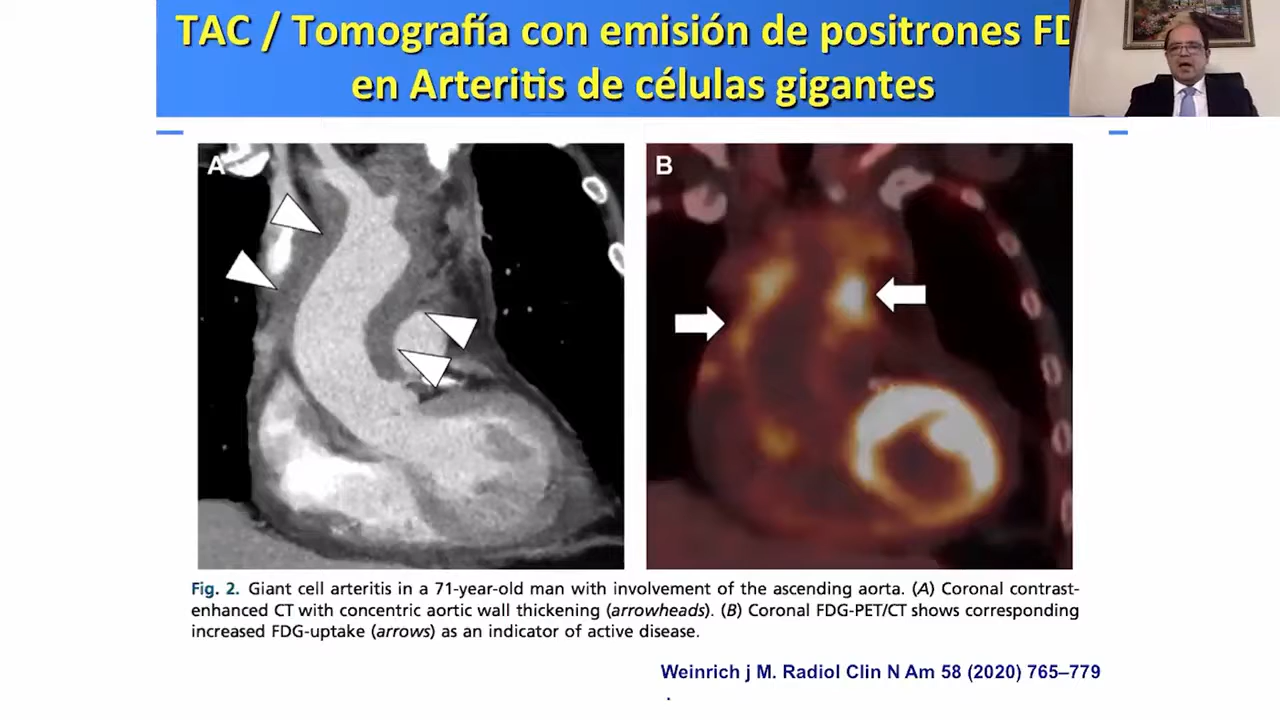 TAC / Tomografía con emisión de positrones
en Arteritis de células gigantes
A
B
Fig. 2. Giant cell arteritis in a 71-year-old man with involvement of the ascending aorta. (A) Coronal contrast-
enhanced CT with concentric aortic wall thickening (arrowheads). (B) Coronal FDG-PET/CT shows corresponding
increased FDG-uptake (arrows) as an indicator of active disease.
Weinrich j M. Radiol Clin N Am 58 (2020) 765–779
.